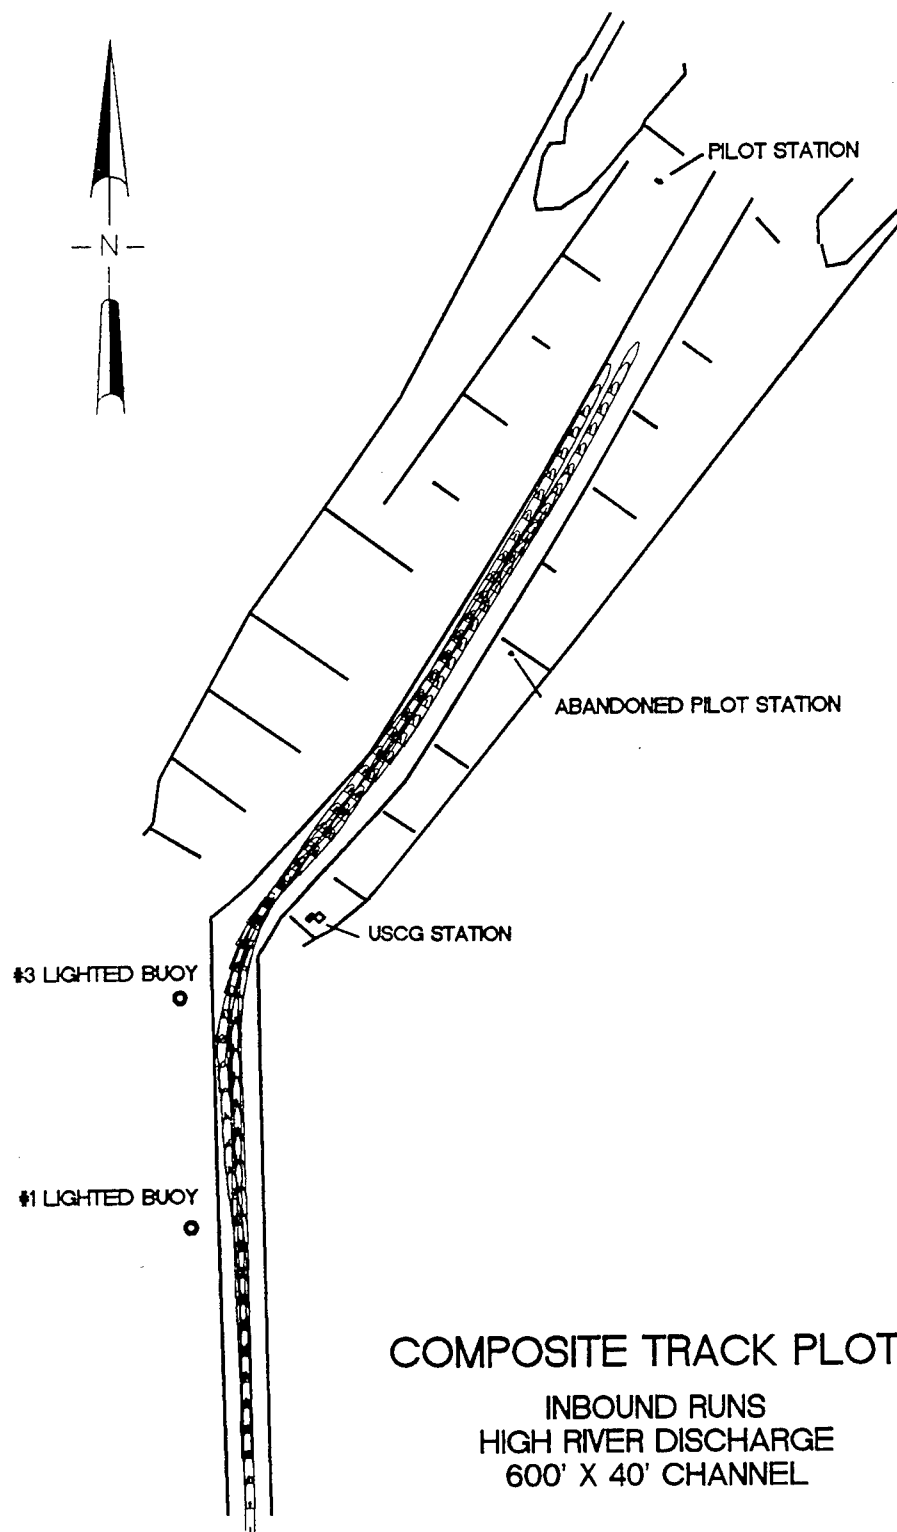 PILOT STATION
- N -
ABANDONED PILOT STATION
USCG STATION
#3 LIGHTED BUOY
#1 LIGHTED BUOY
COMPOSITE TRACK PLOT
INBOUND RUNS
HIGH RIVER DISCHARGE
600' X 40' CHANNEL